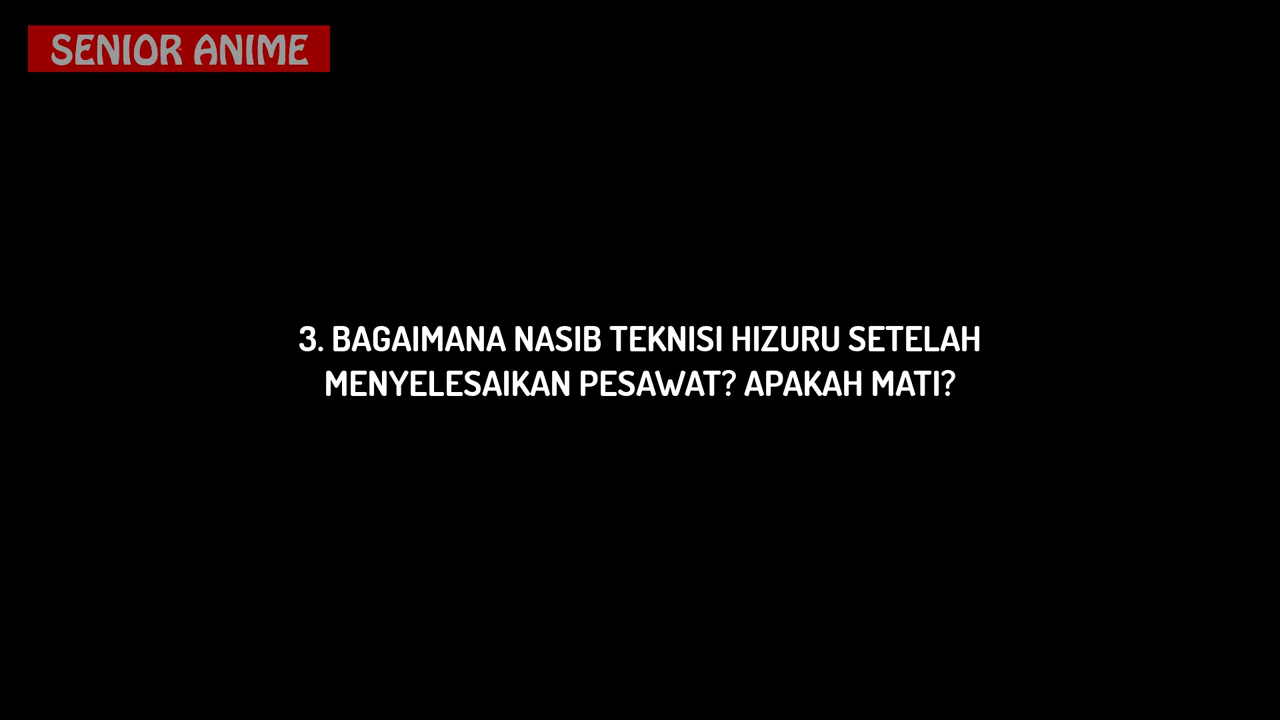 SENIOR ANIME
3. BAGAIMANA NASIB TEKNISI HIZURU SETELAH
MENYELESAIKAN PESAWAT? APAKAH MATI?